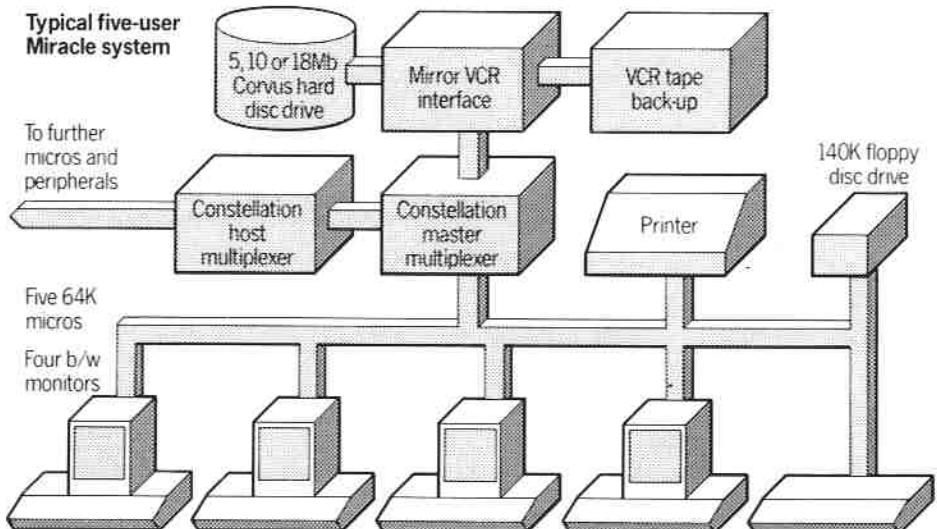 Typical five-user
Miracle system
5, 10 or 18Mb
Corvus hard
disc drive
Mirror VCR
interface
VCR tape
back-up
To further
micros and
peripherals
140K floppy
disc drive
Constellation
host
multiplexer
Constellation
master
multiplexer
Printer
Five 64K
micros
Four b/w
monitors